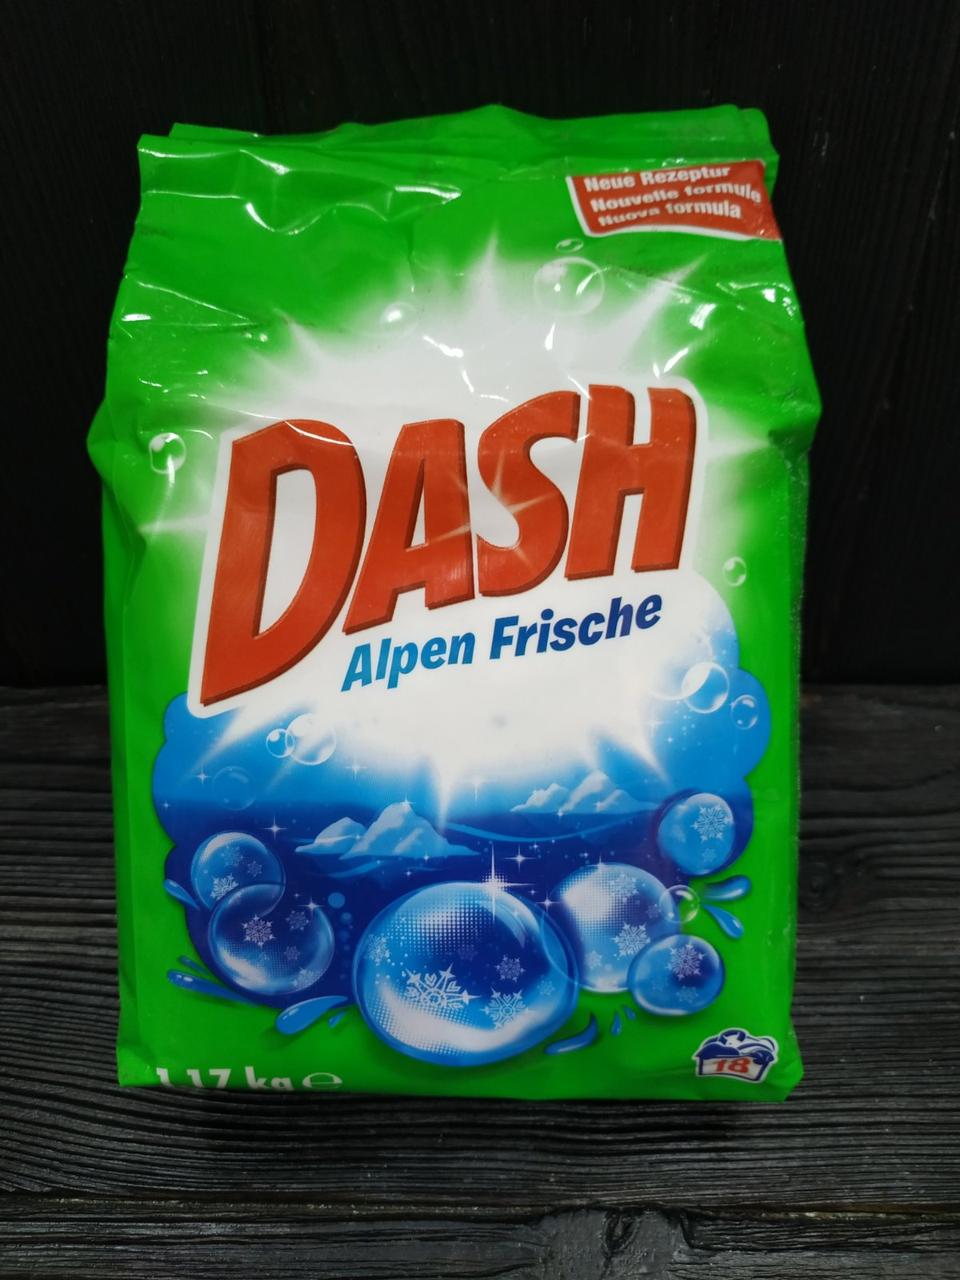 Neue Rezeptur
Nouvelle formule
Nuova formula
DASH
Alpen Frische
1,17 kg ℮
18